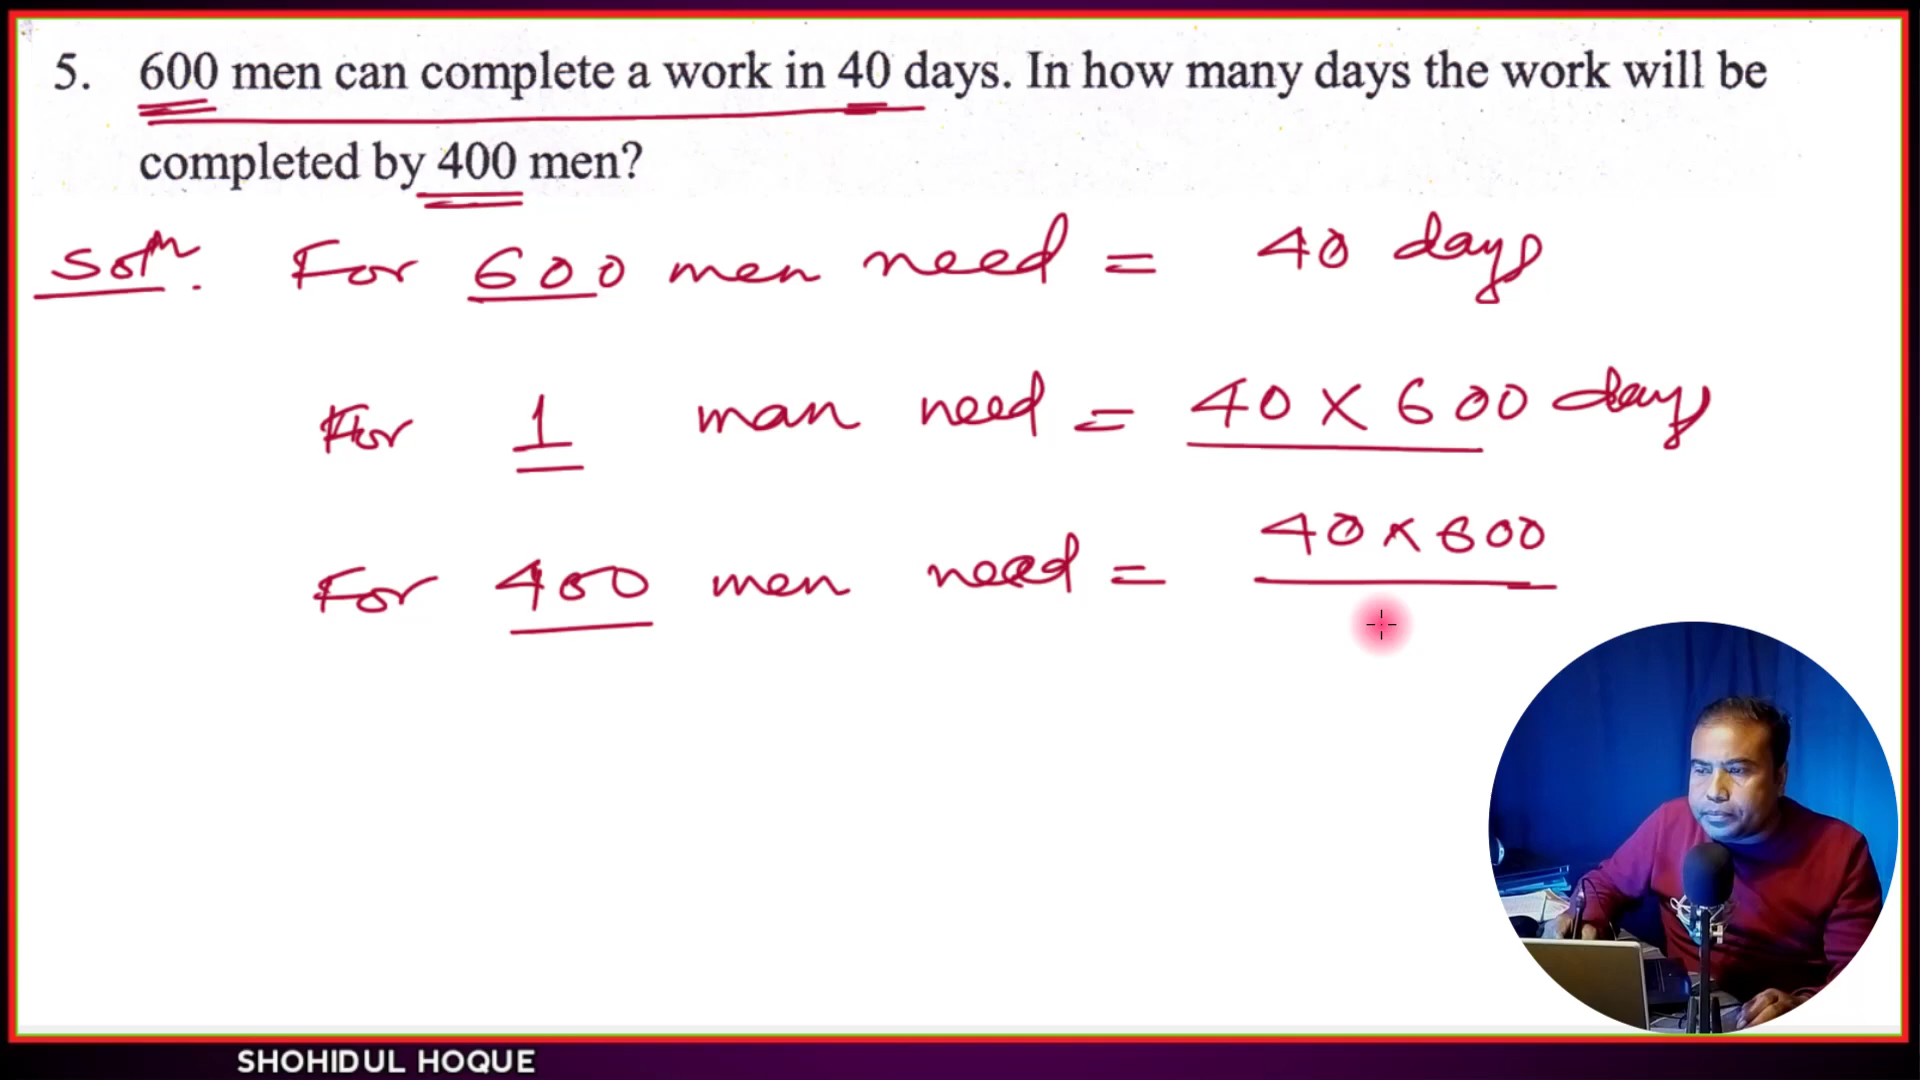 5. 600 men can complete a work in 40 days. In how many days the work will be
completed by 400 men?
Soln. For 600 men need = 40 days
For 1 man need = 40 × 600 days
For 400 men need = 40 × 600
SHOHIDUL HOQUE